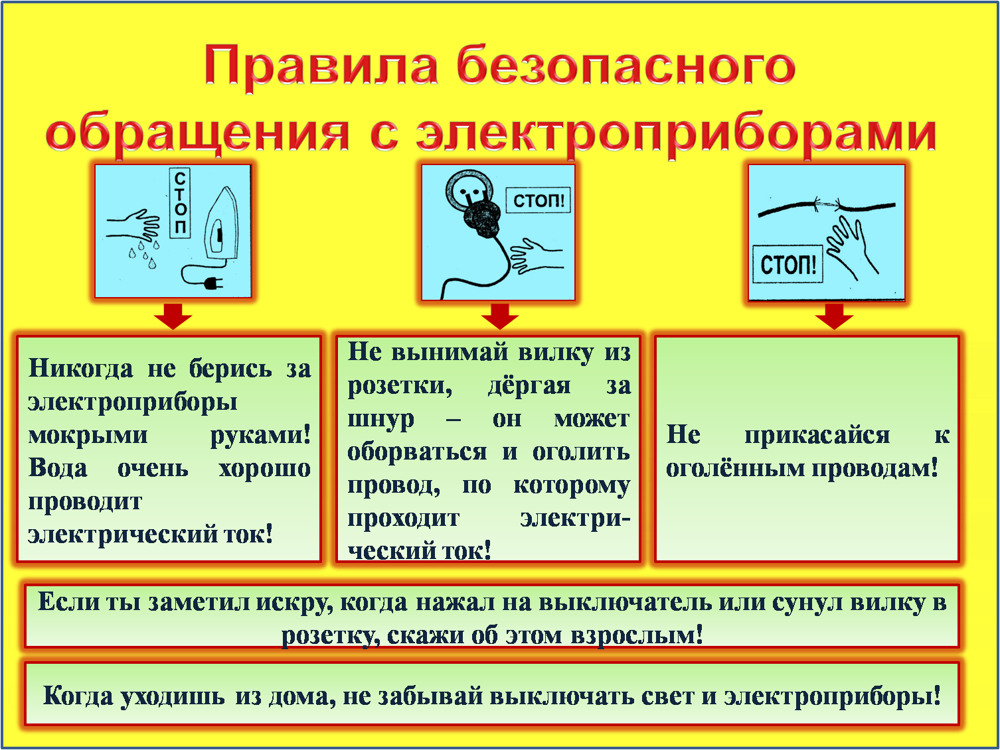 Правила безопасного
обращения с электроприборами
СТОП
СТОП!
СТОП!
Никогда не берись за
электроприборы
мокрыми руками!
Вода очень хорошо
проводит
электрический ток!
Не вынимай вилку из
розетки, дёргая за
шнур – он может
оборваться и оголить
провод, по которому
проходит электри-
ческий ток!
Не прикасайся к
оголённым проводам!
Если ты заметил искру, когда нажал на выключатель или сунул вилку в
розетку, скажи об этом взрослым!
Когда уходишь из дома, не забывай выключать свет и электроприборы!